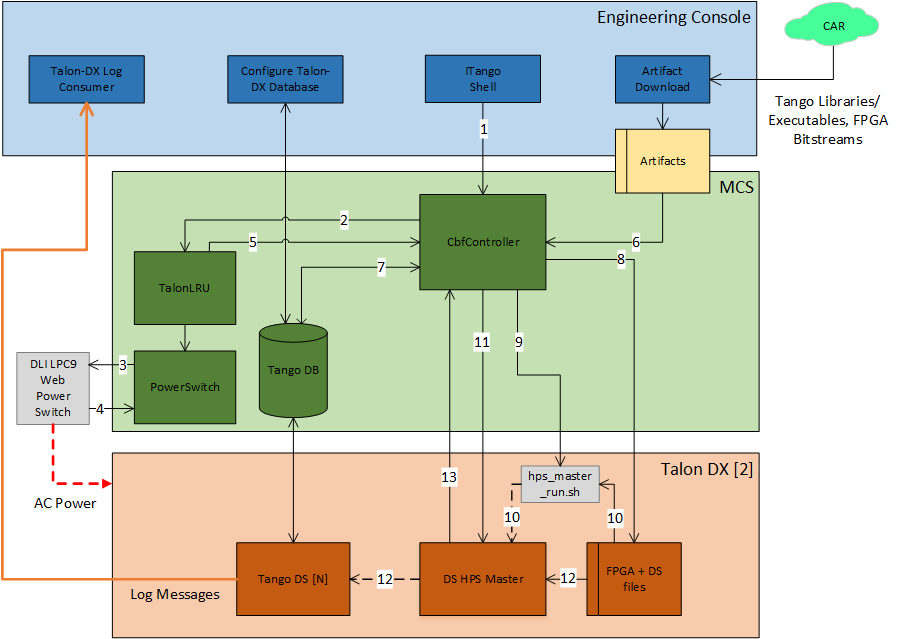 Engineering Console
CAR
Talon-DX Log
Consumer
Configure Talon-
DX Database
ITango
Shell
Artifact
Download
Tango Libraries/
Executables, FPGA
Bitstreams
1
Artifacts
MCS
2
CbfController
5
6
7
8
TalonLRU
11
9
DLI LPC9
Web
Power
Switch
3
4
PowerSwitch
Tango DB
Talon DX [2]
13
hps_master
_run.sh
AC Power
10
10
Tango DS [N]
12
DS HPS Master
12
FPGA + DS
files
Log Messages